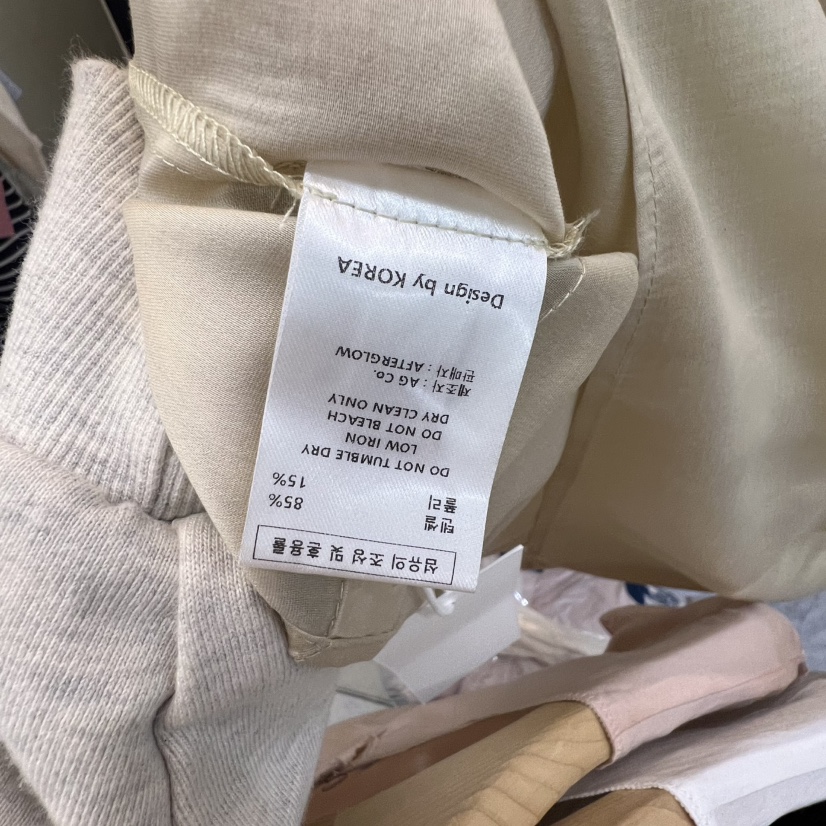 섬유의 조성 및 혼용률
텐셀 85%
폴리 15%
DO NOT TUMBLE DRY
LOW IRON
DO NOT BLEACH
DRY CLEAN ONLY
제조자 : AG Co.
판매자 : AFTERGLOW
Design by KOREA